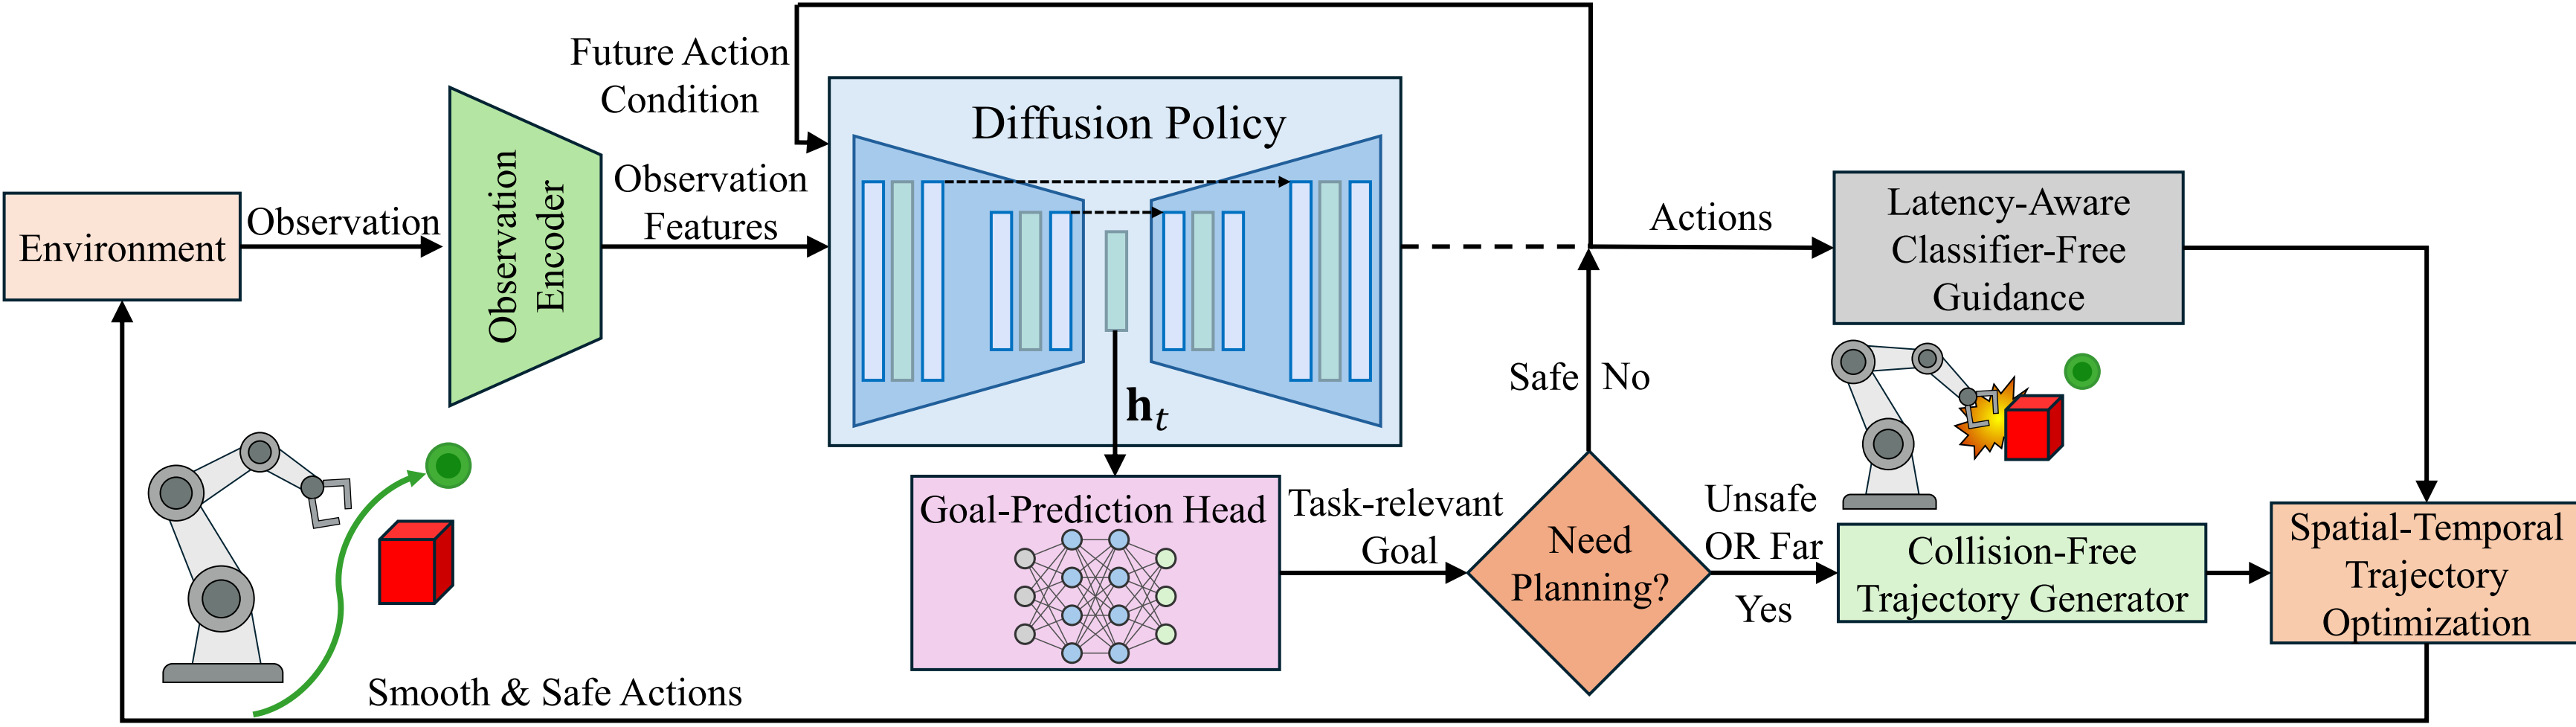 Future Action
Condition
Diffusion Policy
Environment
Observation
Observation
Encoder
Observation
Features
Actions
Latency-Aware
Classifier-Free
Guidance
Safe
No
h_t
Goal-Prediction Head
Task-relevant
Goal
Need
Planning?
Unsafe
OR Far
Yes
Collision-Free
Trajectory Generator
Spatial-Temporal
Trajectory
Optimization
Smooth & Safe Actions